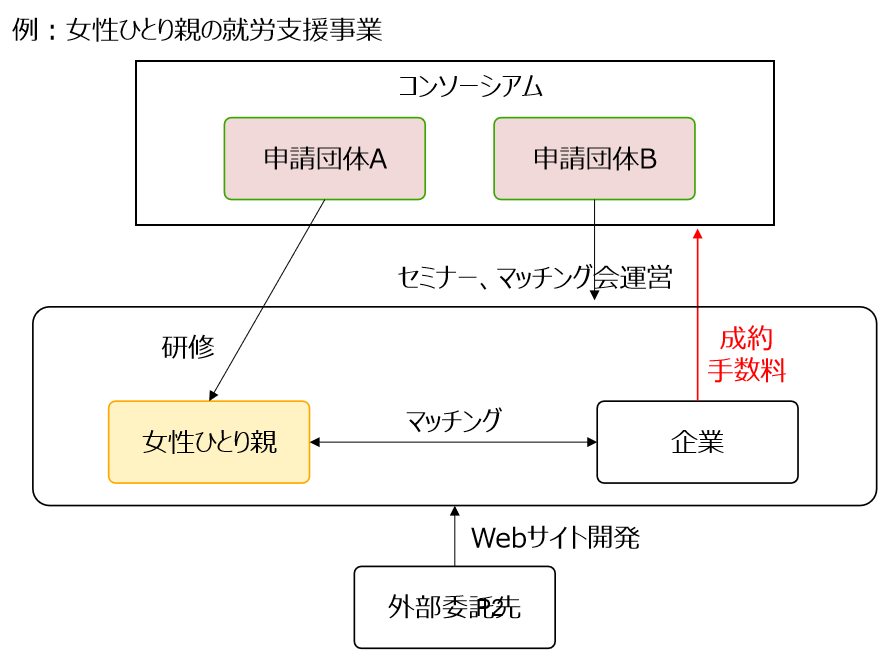 例：女性ひとり親の就労支援事業
コンソーシアム
申請団体A
申請団体B
セミナー、マッチング会運営
研修
成約
手数料
マッチング
女性ひとり親
企業
Webサイト開発
外部委託先
P2